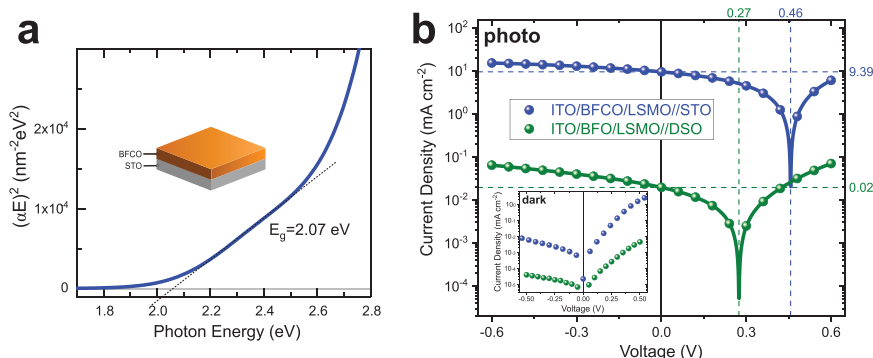 a
(αE)² (nm⁻²eV²)
2x10⁴
1x10⁴
0
BFCO
STO
E_g=2.07 eV
1.8 2.0 2.2 2.4 2.6 2.8
Photon Energy (eV)
b
0.27 0.46
photo
Current Density (mA cm⁻²)
10²
10¹
10⁰
10⁻¹
10⁻²
10⁻³
10⁻⁴
9.39
0.02
ITO/BFCO/LSMO//STO
ITO/BFO/LSMO//DSO
dark
Current Density (mA cm⁻²)
-0.50 -0.25 0.00 0.25 0.50
Voltage (V)
-0.6 -0.3 0.0 0.3 0.6
Voltage (V)